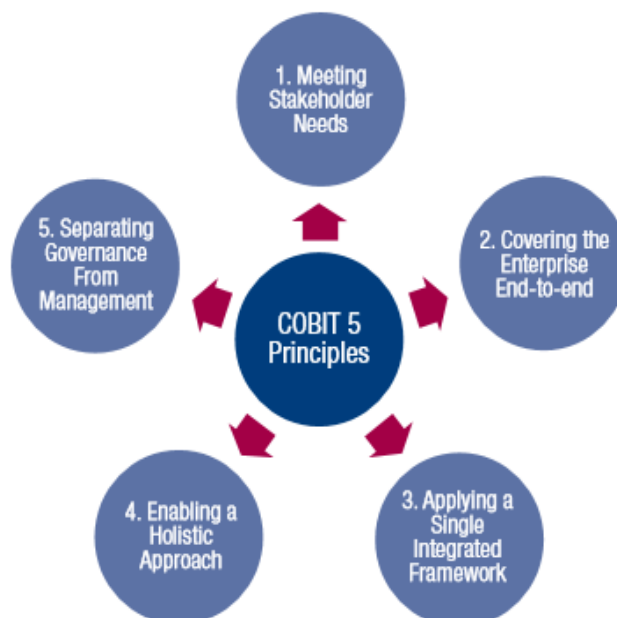 1. Meeting
Stakeholder
Needs
5. Separating
Governance
From
Management
2. Covering the
Enterprise
End-to-end
COBIT 5
Principles
4. Enabling a
Holistic
Approach
3. Applying a
Single
Integrated
Framework